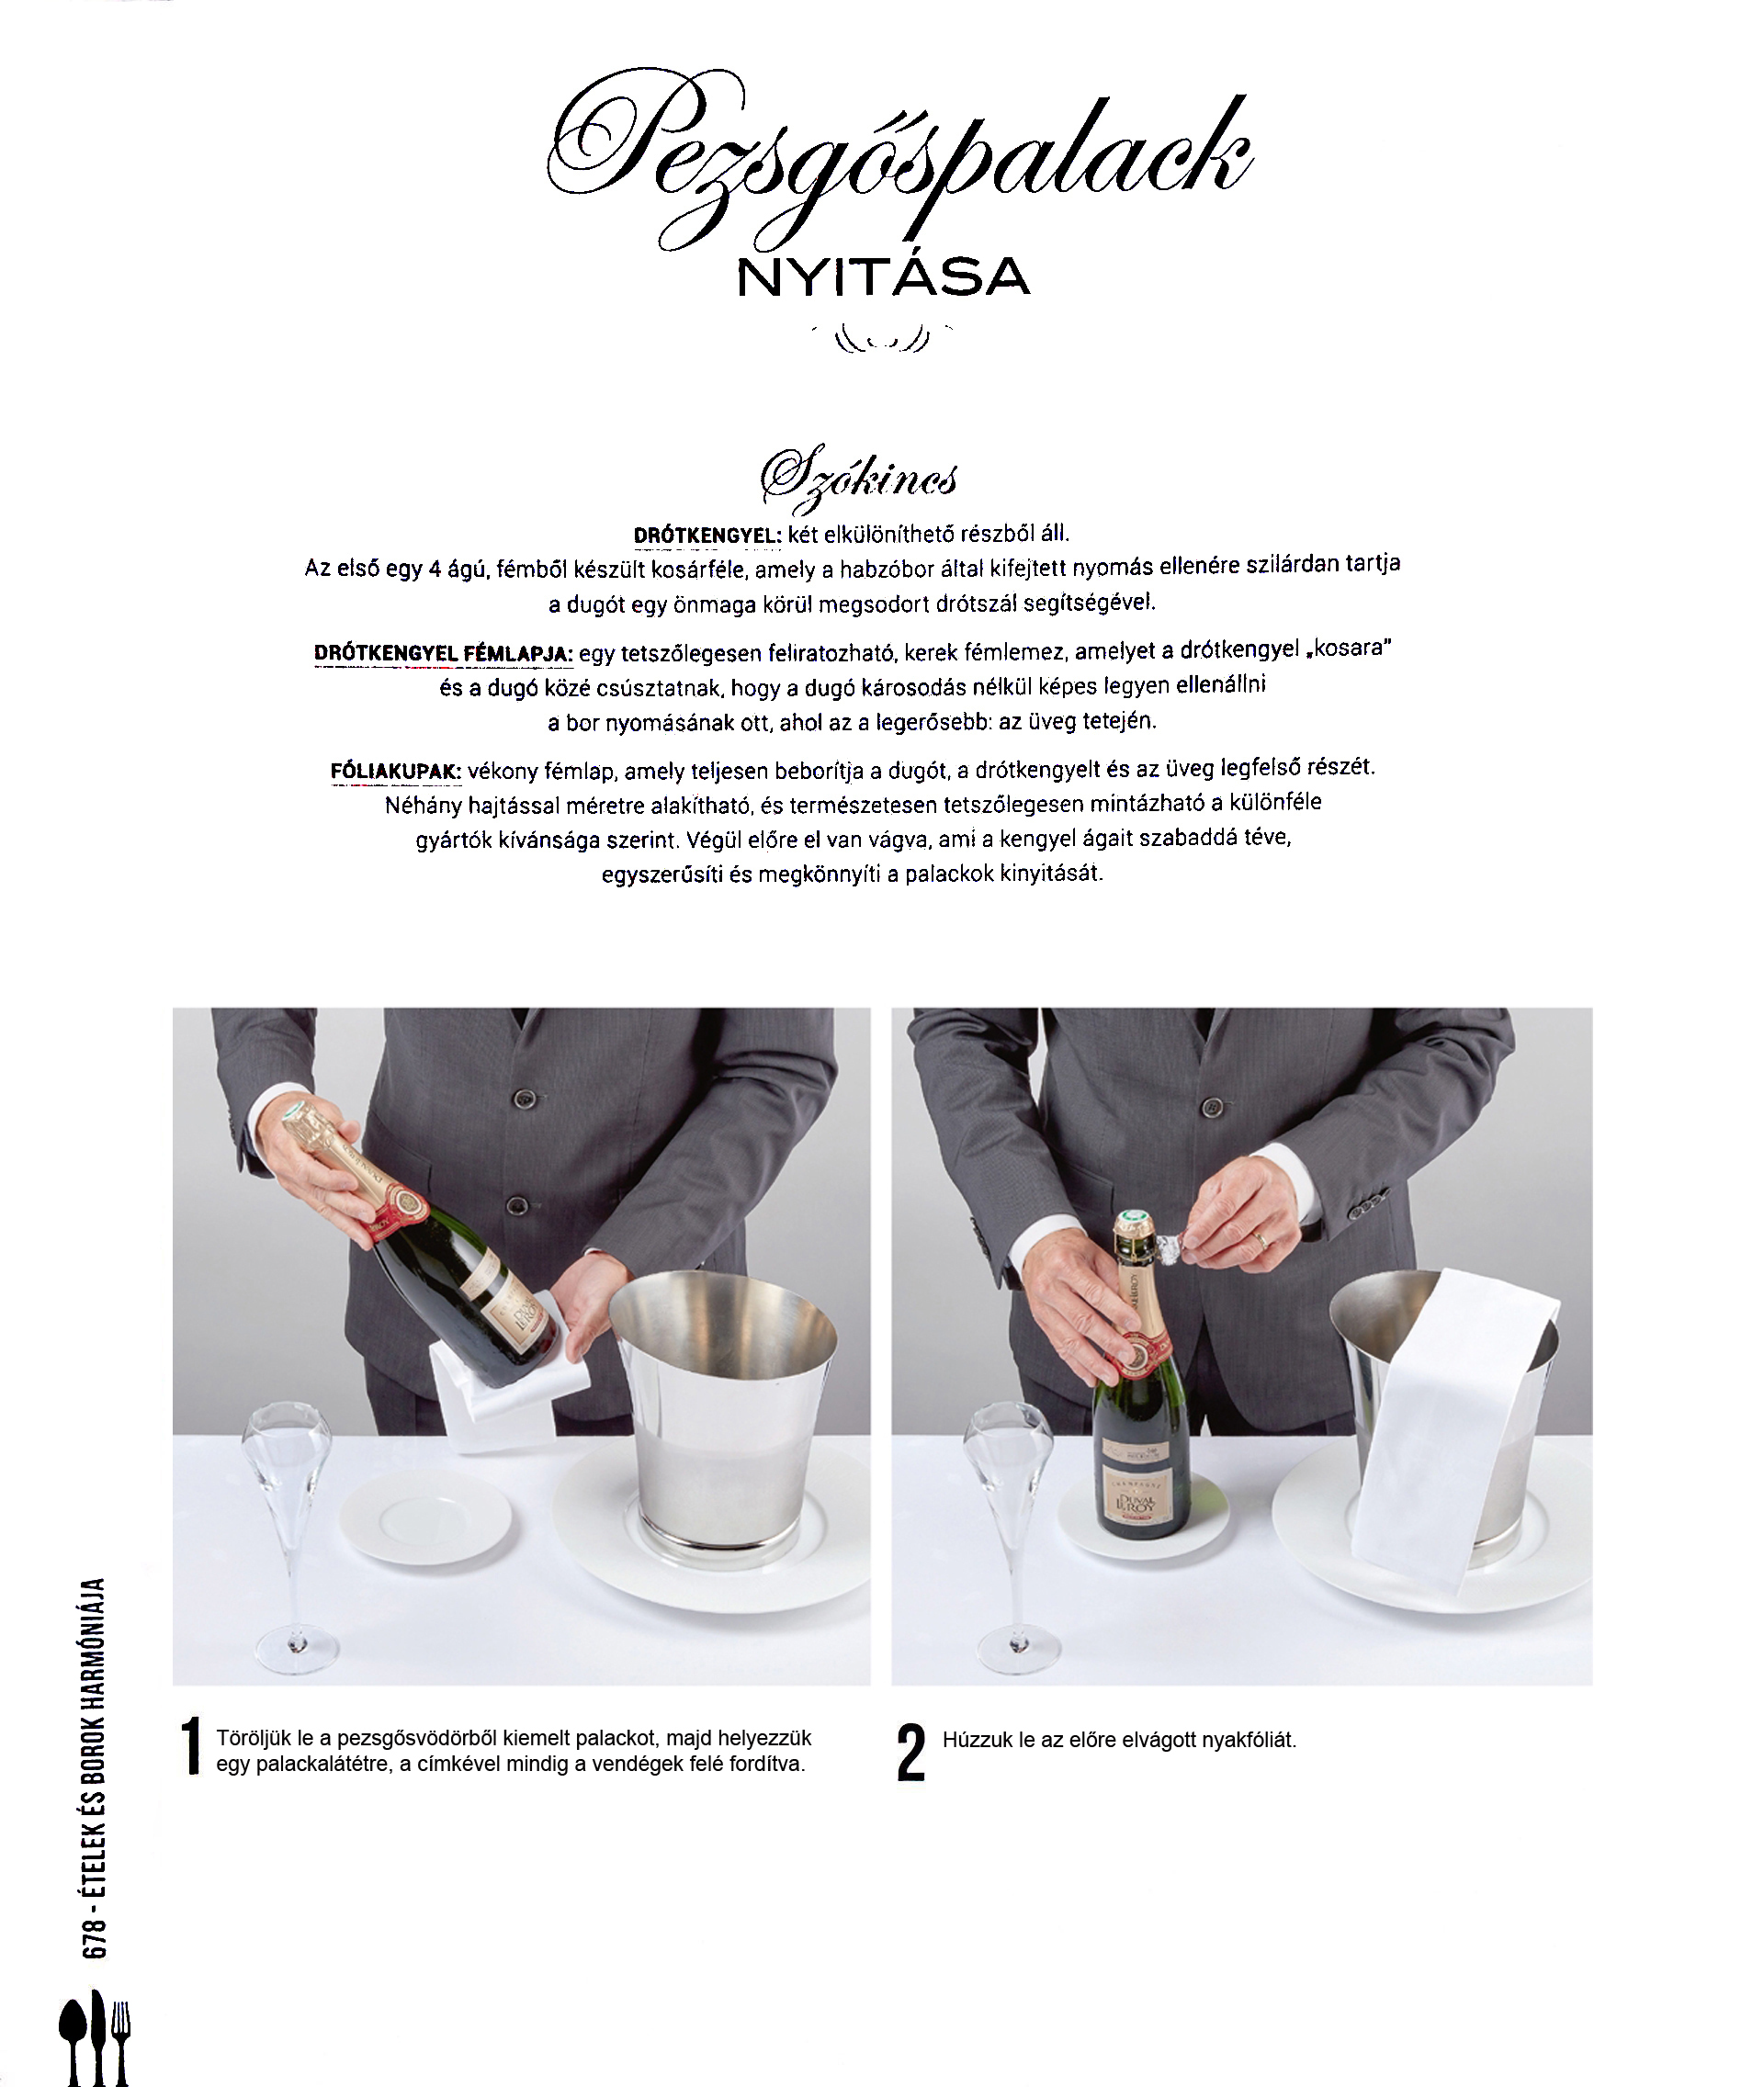 Pezsgőspalack
NYITÁSA
Szókincs
DRÓTKENGYEL: két elkülöníthető részből áll.
Az első egy 4 ágú, fémből készült kosárféle, amely a habzóbor által kifejtett nyomás ellenére szilárdan tartja
a dugót egy önmaga körül megsodort drótszál segítségével.
DRÓTKENGYEL FÉMLAPJA: egy tetszőlegesen feliratozható, kerek fémlemez, amelyet a drótkengyel „kosara”
és a dugó közé csúsztatnak, hogy a dugó károsodás nélkül képes legyen ellenállni
a bor nyomásának ott, ahol az a legerősebb: az üveg tetején.
FÓLIAKUPAK: vékony fémlap, amely teljesen beborítja a dugót, a drótkengyelt és az üveg legfelső részét.
Néhány hajtással méretre alakítható, és természetesen tetszőlegesen mintázható a különféle
gyártók kívánsága szerint. Végül előre el van vágva, ami a kengyel ágait szabaddá téve,
egyszerűsíti és megkönnyíti a palackok kinyitását.
DUVAL
LEROY
CHAMPAGNE
DUVAL
LEROY
1 Töröljük le a pezsgősvödörből kiemelt palackot, majd helyezzük
egy palackalátétre, a címkével mindig a vendégek felé fordítva.
2 Húzzuk le az előre elvágott nyakfóliát.
678 - ÉTELEK ÉS BOROK HARMÓNIÁJA